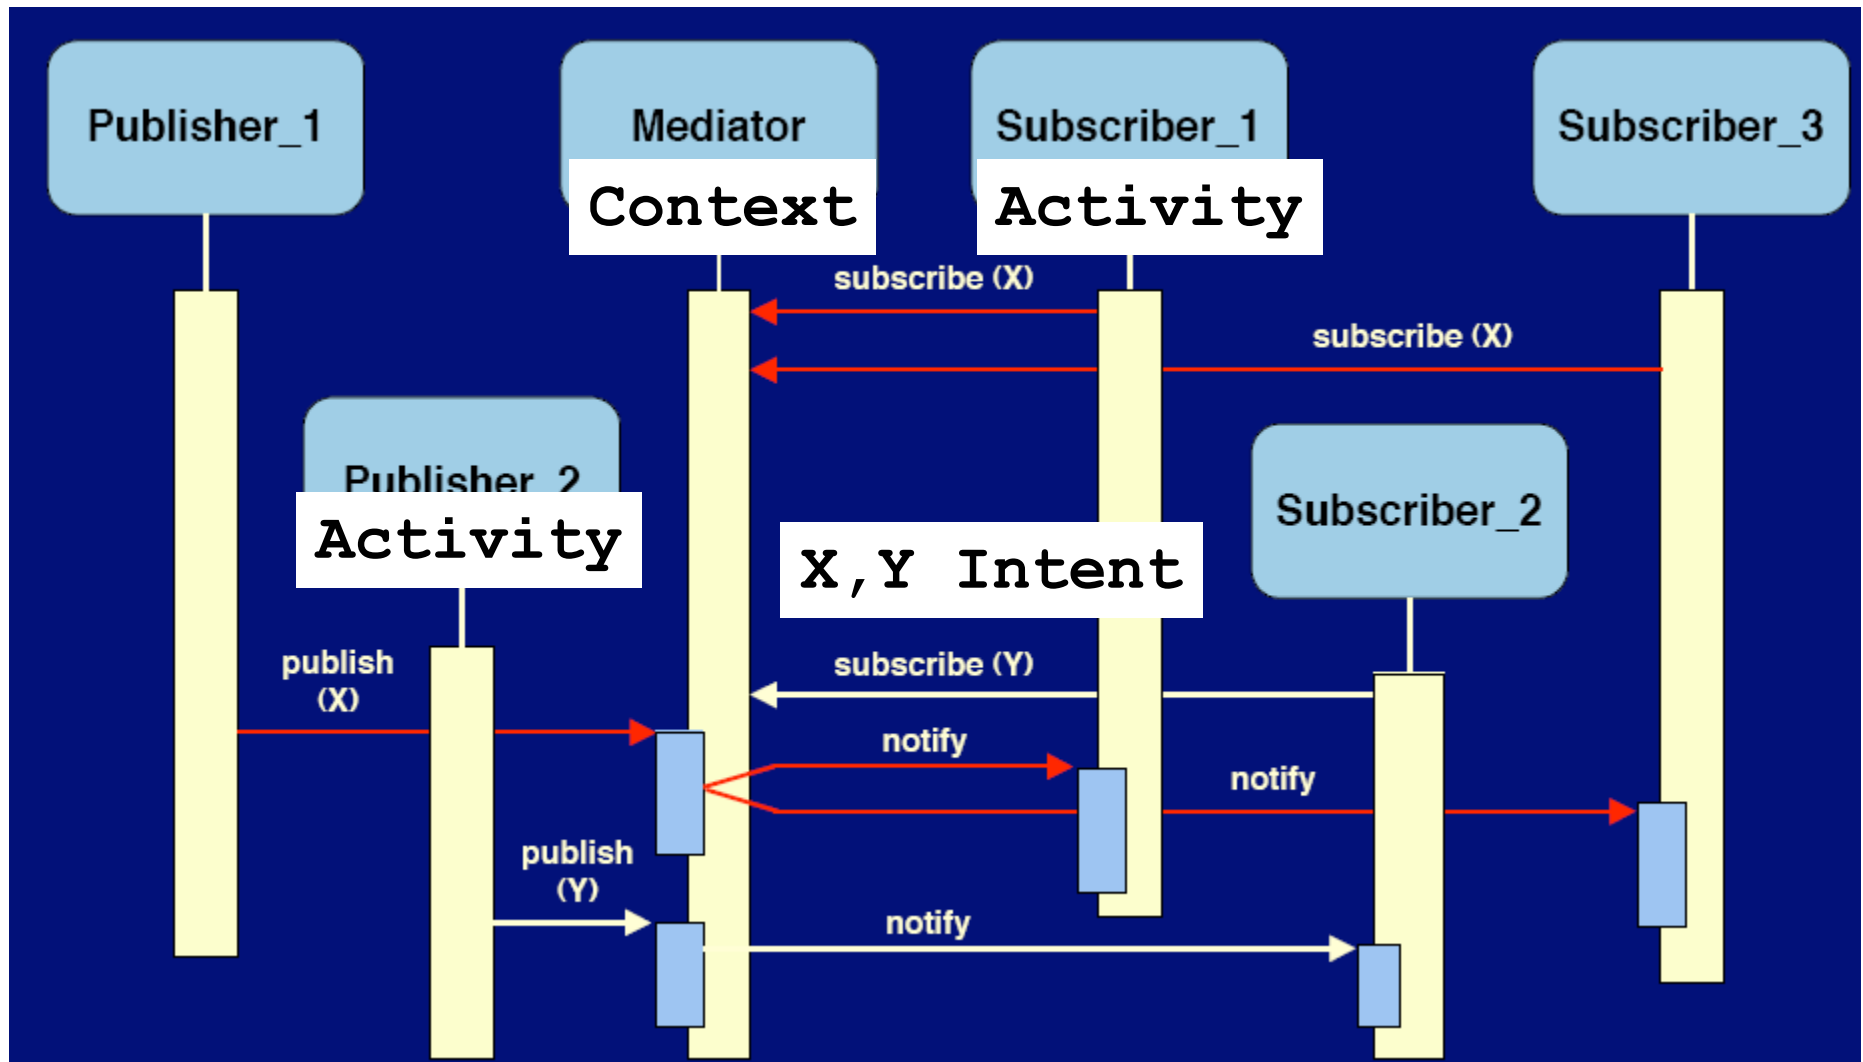 Publisher_1
Mediator
Subscriber_1
Subscriber_3
Context
Activity
subscribe (X)
subscribe (X)
Publisher_2
Activity
Subscriber_2
X,Y Intent
publish
(X)
subscribe (Y)
notify
notify
publish
(Y)
notify